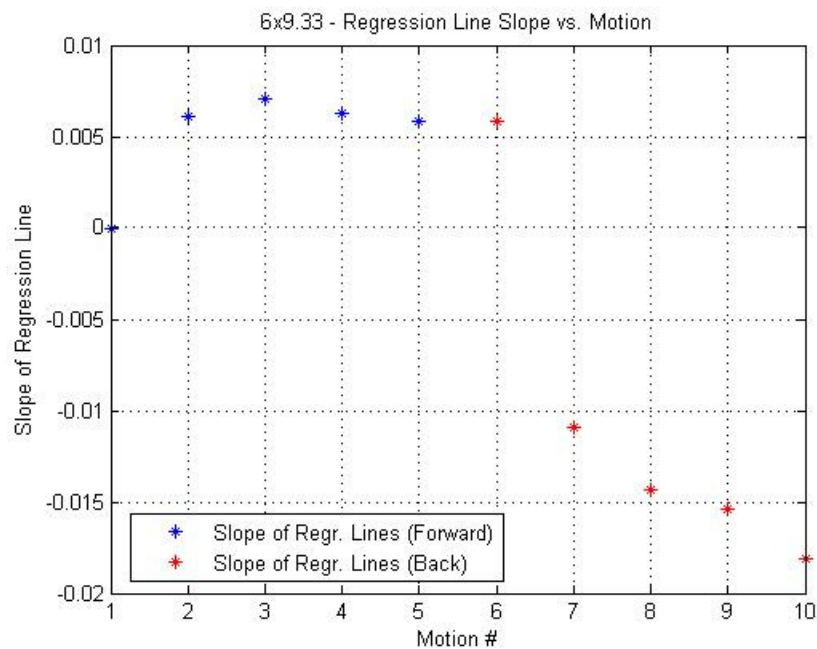 6x9.33 - Regression Line Slope vs. Motion
0.01
0.005
0
-0.005
-0.01
-0.015
-0.02
Slope of Regression Line
Slope of Regr. Lines (Forward)
Slope of Regr. Lines (Back)
1 2 3 4 5 6 7 8 9 10
Motion #